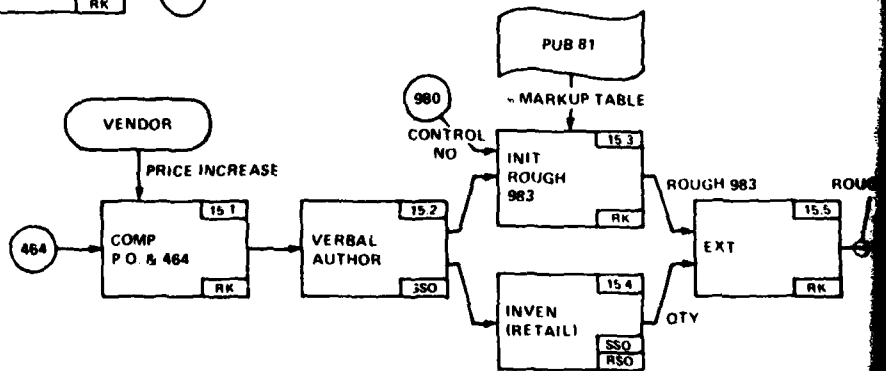 RK
PUB 81
980
MARKUP TABLE
VENDOR
CONTROL
NO
15.3
INIT
ROUGH
983
RK
PRICE INCREASE
ROUGH 983
464
15.1
COMP
P.O. & 464
RK
15.2
VERBAL
AUTHOR
SSO
15.5
EXT
RK
15.4
INVEN
(RETAIL)
SSO
RSO
QTY